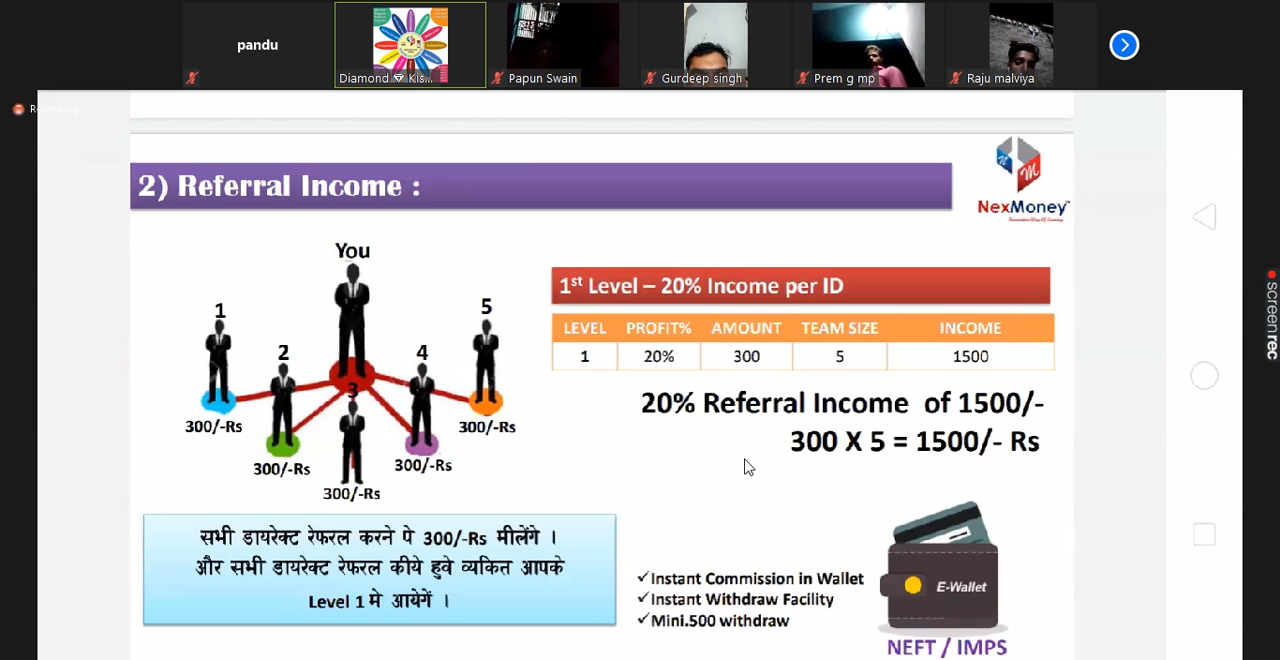 pandu
Diamond Kis...
Papun Swain
Gurdeep singh
Prem g mp
Raju malviya
Recording
2) Referral Income :
NexMoney
You
1
2
3
4
5
300/-Rs
300/-Rs
300/-Rs
300/-Rs
300/-Rs
1st Level – 20% Income per ID
LEVEL PROFIT% AMOUNT TEAM SIZE INCOME
1 20% 300 5 1500
20% Referral Income of 1500/-
300 X 5 = 1500/- Rs
सभी डायरेक्ट रेफरल करने पे 300/-Rs मीलेंगे ।
और सभी डायरेक्ट रेफरल कीये हुवे व्यकित आपके
Level 1 मे आयेगें ।
✓Instant Commission in Wallet
✓Instant Withdraw Facility
✓Mini.500 withdraw
E-Wallet
NEFT / IMPS
screenrec